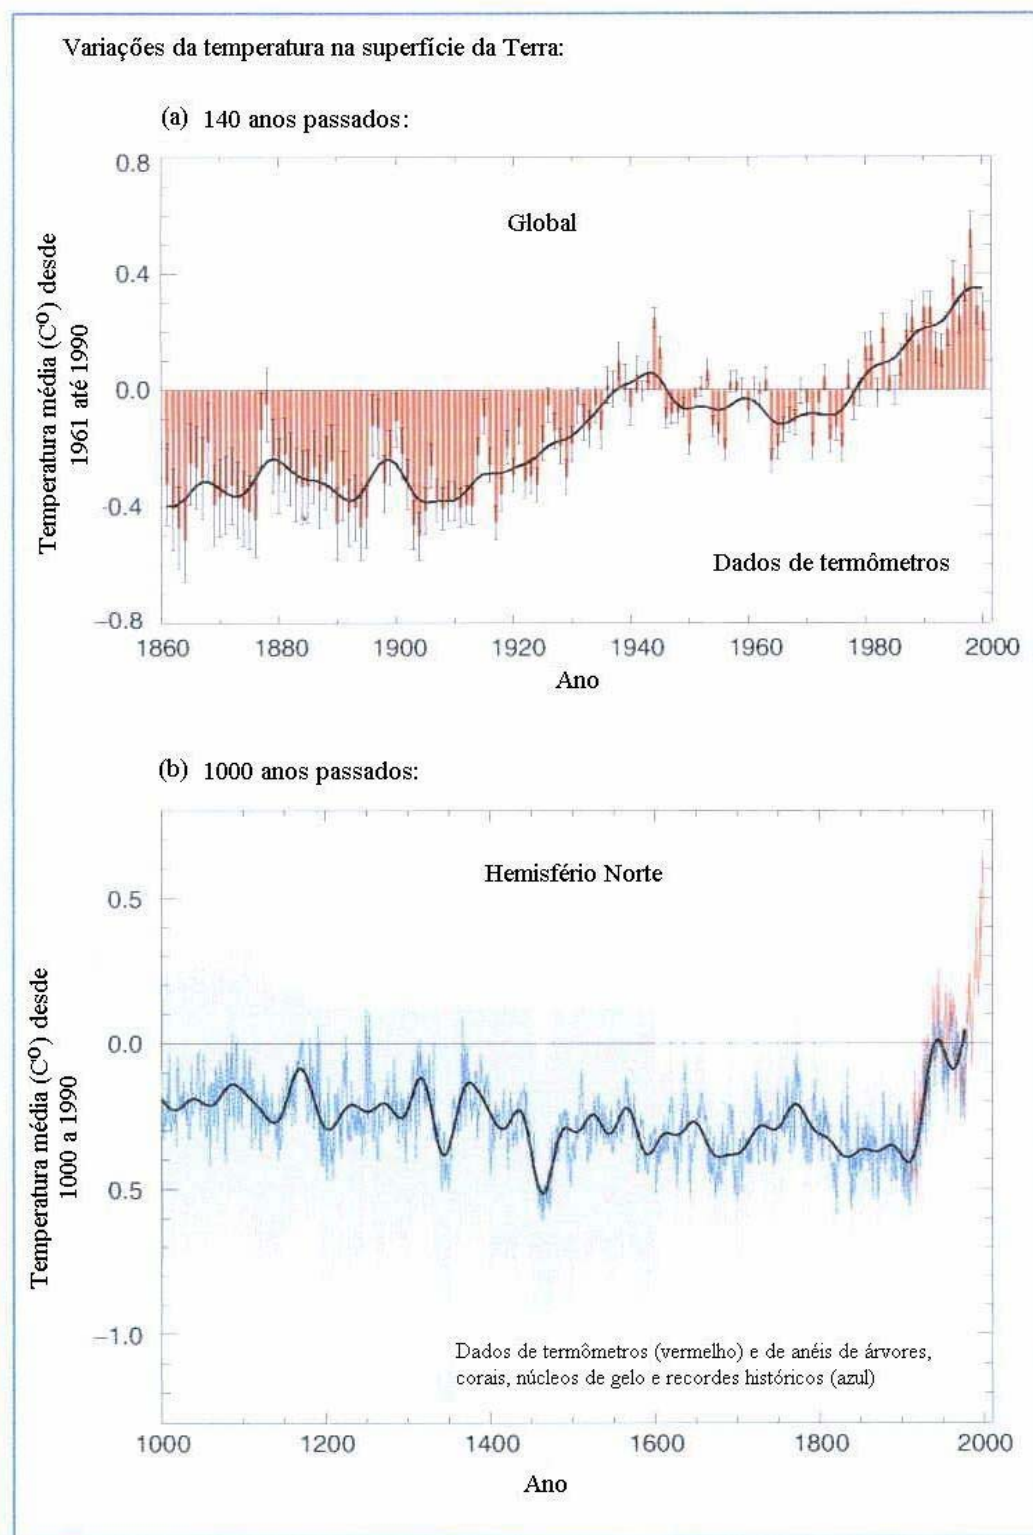 Variações da temperatura na superfície da Terra:
(a) 140 anos passados:
Temperatura média (Cº) desde
1961 até 1990
0.8
0.4
0.0
-0.4
-0.8
Global
Dados de termômetros
1860 1880 1900 1920 1940 1960 1980 2000
Ano
(b) 1000 anos passados:
Temperatura média (Cº) desde
1000 a 1990
0.5
0.0
0.5
-1.0
Hemisfério Norte
Dados de termômetros (vermelho) e de anéis de árvores,
corais, núcleos de gelo e recordes históricos (azul)
1000 1200 1400 1600 1800 2000
Ano